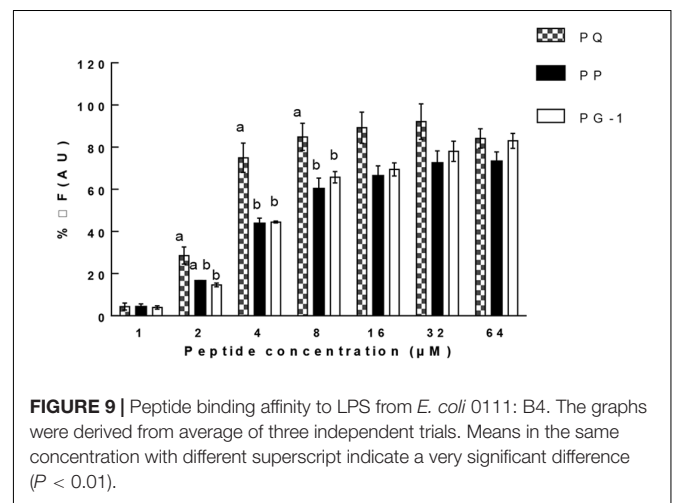 PQ
PP
PG-1
% □ F(AU)
120
100
80
60
40
20
0
a
a b
b
a
b b
a
b b
1 2 4 8 16 32 64
Peptide concentration (µM)
FIGURE 9 | Peptide binding affinity to LPS from E. coli 0111: B4. The graphs
were derived from average of three independent trials. Means in the same
concentration with different superscript indicate a very significant difference
(P < 0.01).